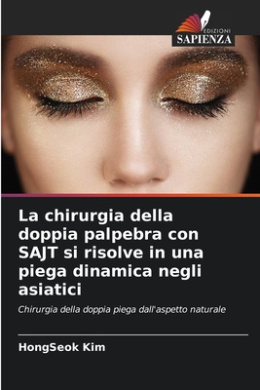 EDIZIONI
SAPIENZA
La chirurgia della
doppia palpebra con
SAJT si risolve in una
piega dinamica negli
asiatici
Chirurgia della doppia piega dall'aspetto naturale
HongSeok Kim